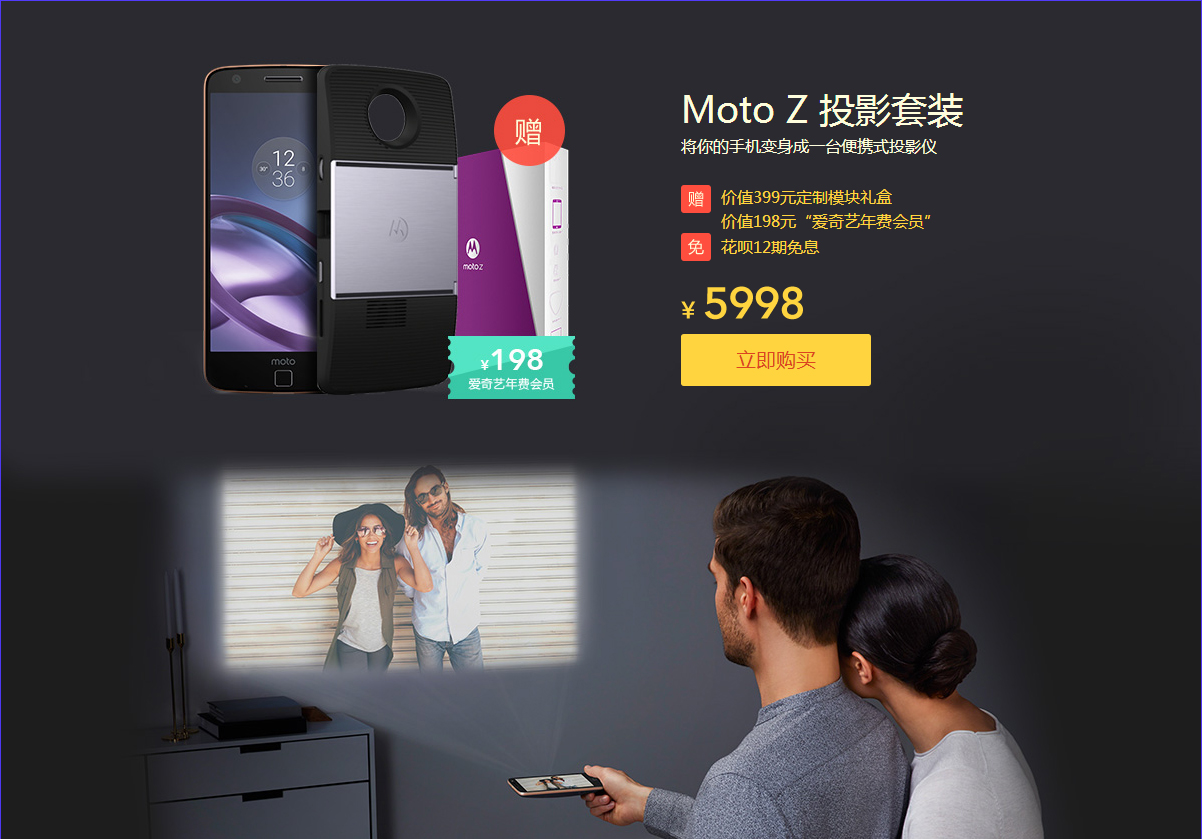 12
36
moto
赠
moto z
¥198
爱奇艺年费会员
Moto Z 投影套装
将你的手机变身成一台便携式投影仪
赠 价值399元定制模块礼盒
价值198元“爱奇艺年费会员”
免 花呗12期免息
¥ 5998
立即购买